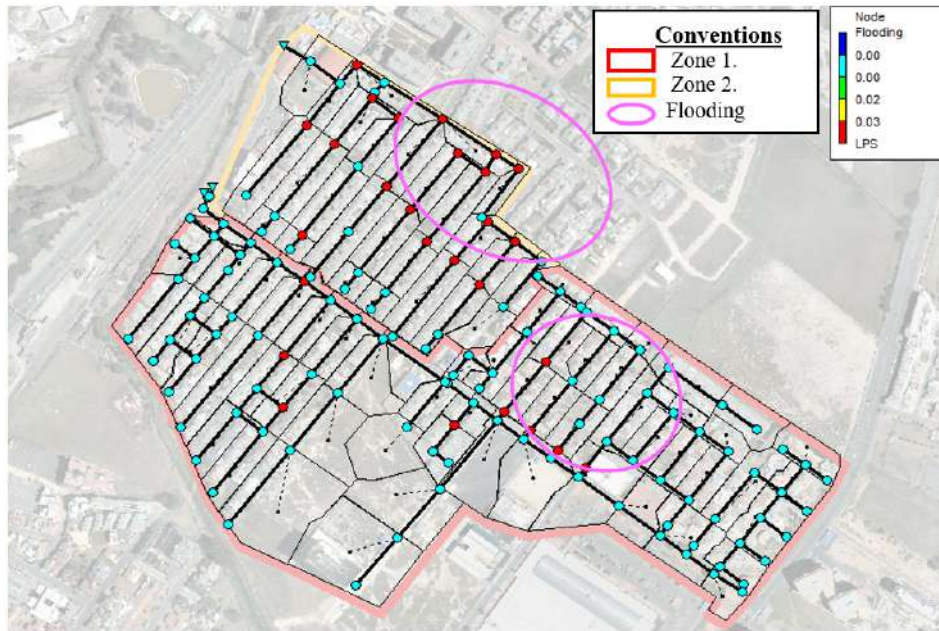 Conventions
Zone 1.
Zone 2.
Flooding
Node
Flooding
0.00
0.00
0.02
0.03
LPS